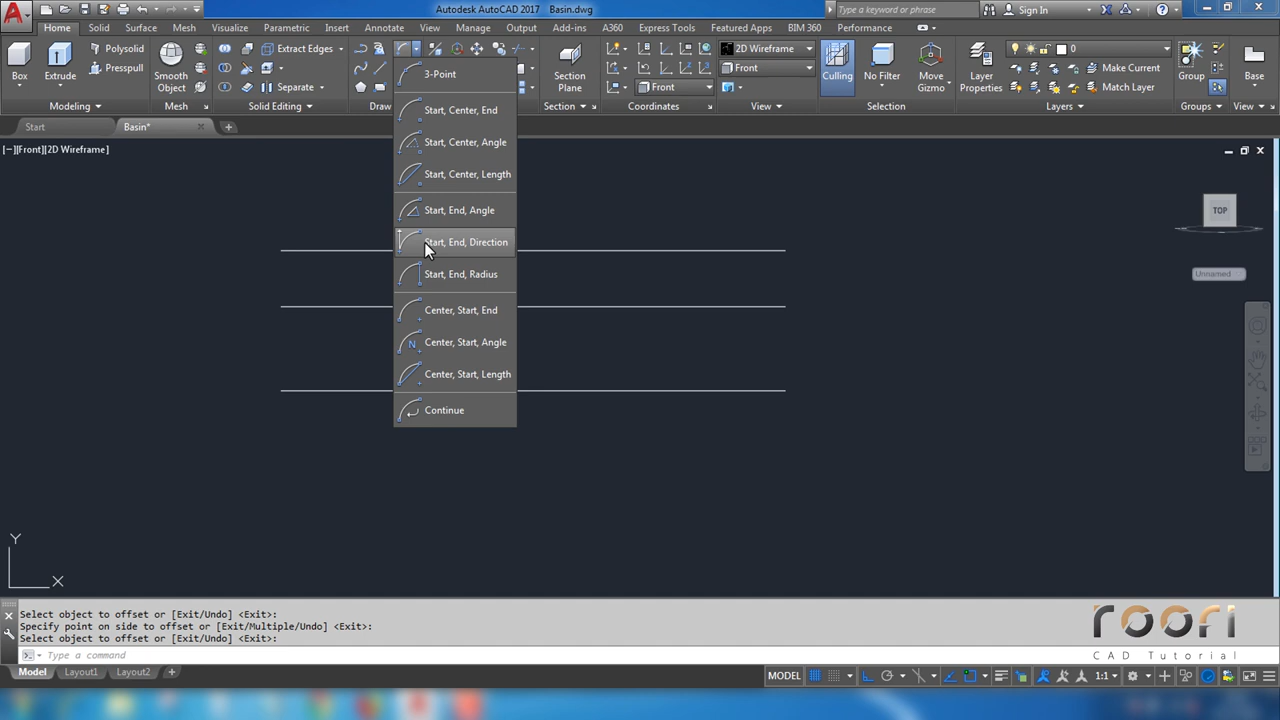 Autodesk AutoCAD 2017 Basin.dwg
Type a keyword or phrase
Sign In
Home Solid Surface Mesh Visualize Parametric Insert Annotate View Manage Output Add-ins A360 Express Tools Featured Apps BIM 360 Performance
Box
Extrude
Polysolid
Presspull
Smooth
Object
Extract Edges
Separate
Section
Plane
Front
2D Wireframe
Front
Culling
No Filter
Move
Gizmo
Layer
Properties
0
Make Current
Match Layer
Group
Base
Modeling
Mesh
Solid Editing
Draw
Section
Coordinates
View
Selection
Layers
Groups
View
Start
Basin*
[−][Front][2D Wireframe]
3-Point
Start, Center, End
Start, Center, Angle
Start, Center, Length
Start, End, Angle
Start, End, Direction
Start, End, Radius
Center, Start, End
Center, Start, Angle
Center, Start, Length
Continue
TOP
Unnamed
Y
X
Select object to offset or [Exit/Undo] <Exit>:
Specify point on side to offset or [Exit/Multiple/Undo] <Exit>:
Select object to offset or [Exit/Undo] <Exit>:
Type a command
roori
CAD Tutorial
Model Layout1 Layout2
MODEL
1:1